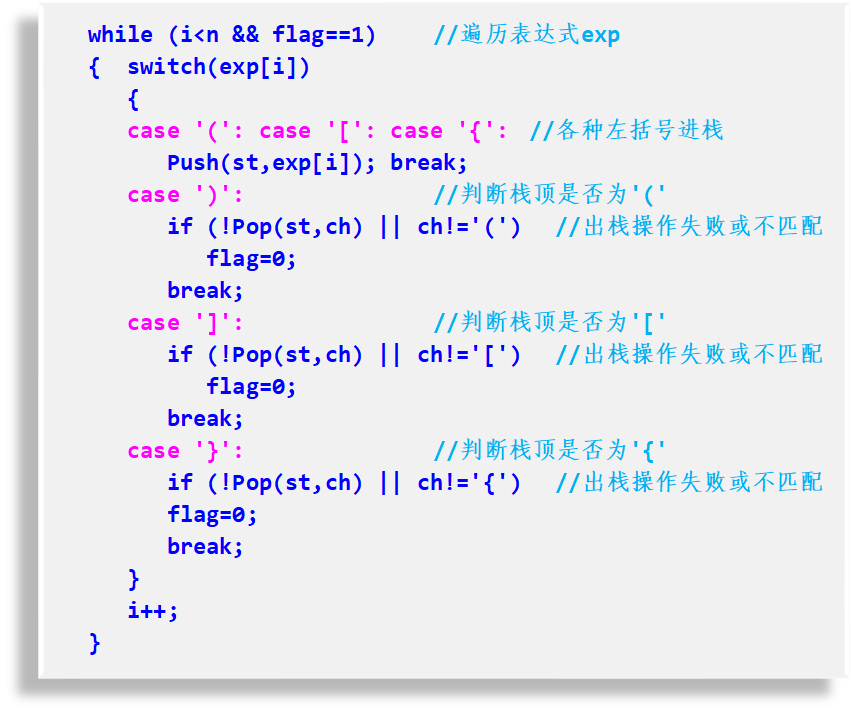 while (i<n && flag==1)    //遍历表达式exp
{  switch(exp[i])
   {
   case '(': case '[': case '{':  //各种左括号进栈
      Push(st,exp[i]); break;
   case ')':               //判断栈顶是否为'('
      if (!Pop(st,ch) || ch!='(')   //出栈操作失败或不匹配
         flag=0;
      break;
   case ']':               //判断栈顶是否为'['
      if (!Pop(st,ch) || ch!='[')   //出栈操作失败或不匹配
         flag=0;
      break;
   case '}':               //判断栈顶是否为'{'
      if (!Pop(st,ch) || ch!='{')   //出栈操作失败或不匹配
      flag=0;
      break;
   }
   i++;
}